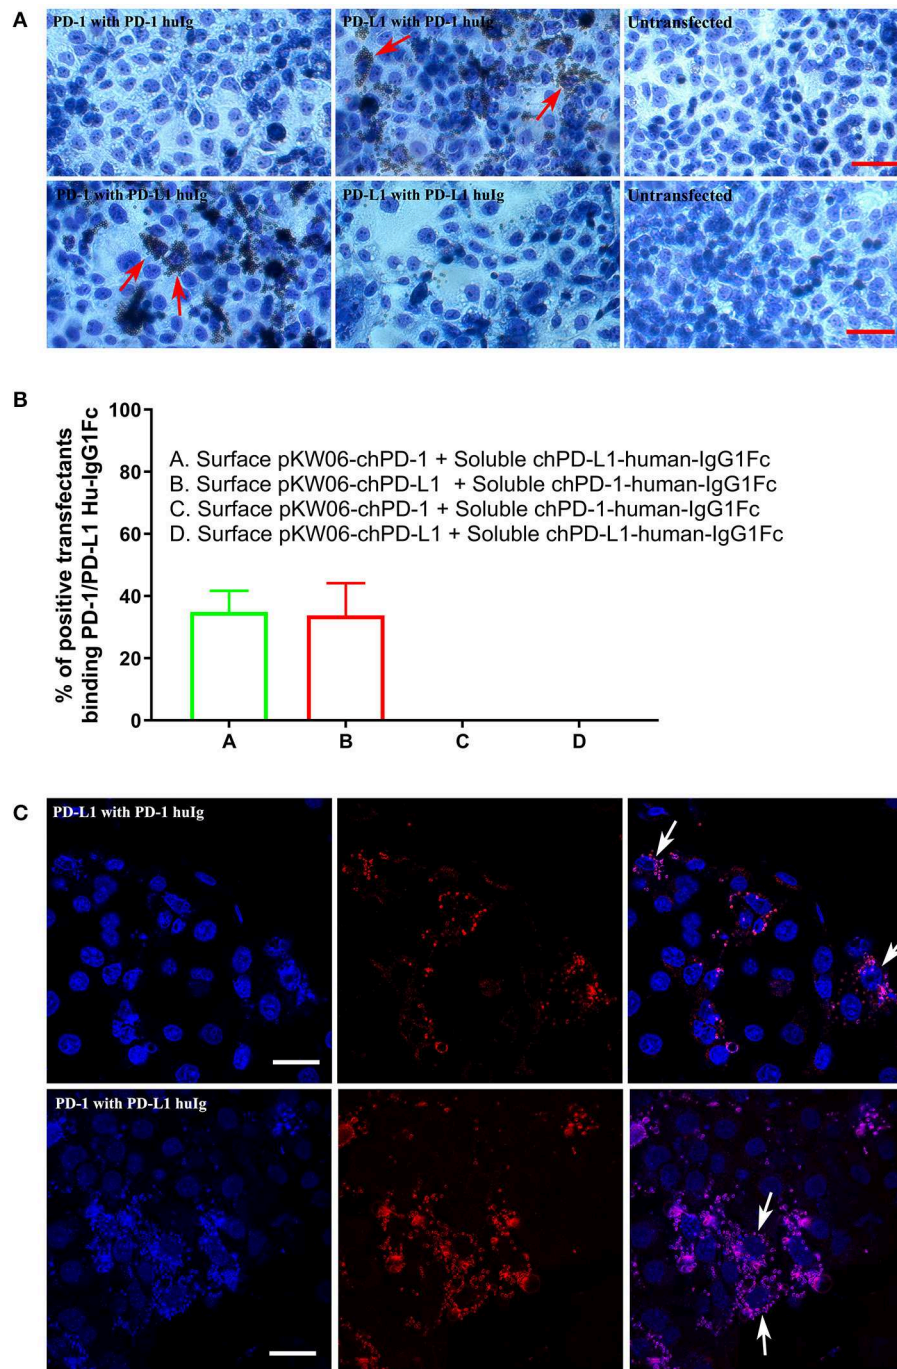 A
PD-1 with PD-1 huIg
PD-L1 with PD-1 huIg
Untransfected
PD-1 with PD-L1 huIg
PD-L1 with PD-L1 huIg
Untransfected
B
% of positive transfectants
binding PD-1/PD-L1 Hu-IgG1Fc
100
80
60
40
20
0
A. Surface pKW06-chPD-1 + Soluble chPD-L1-human-IgG1Fc
B. Surface pKW06-chPD-L1 + Soluble chPD-1-human-IgG1Fc
C. Surface pKW06-chPD-1 + Soluble chPD-1-human-IgG1Fc
D. Surface pKW06-chPD-L1 + Soluble chPD-L1-human-IgG1Fc
A B C D
C
PD-L1 with PD-1 huIg
PD-1 with PD-L1 huIg